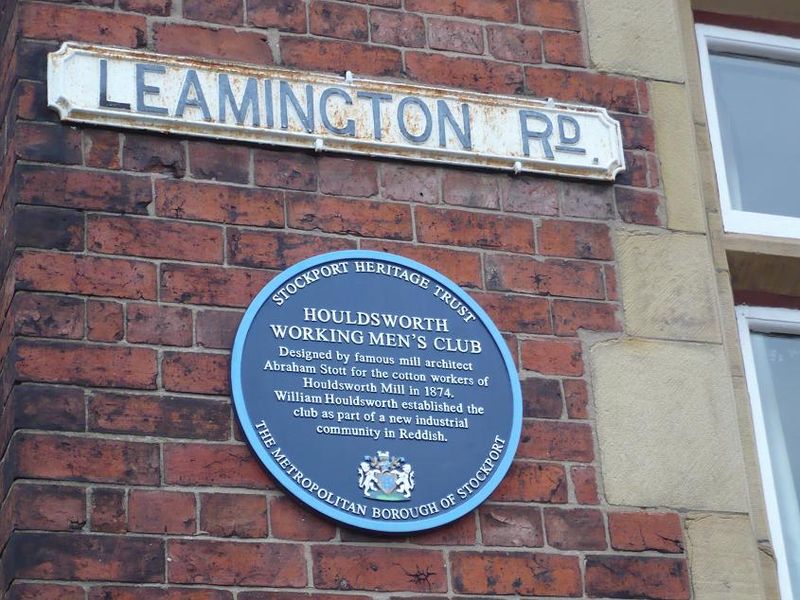 Leamington Rd.
Stockport Heritage Trust
Houldsworth
Working Men's Club
Designed by famous mill architect
Abraham Stott for the cotton workers of
Houldsworth Mill in 1874.
William Houldsworth established the
club as part of a new industrial
community in Reddish.
The Metropolitan Borough of Stockport